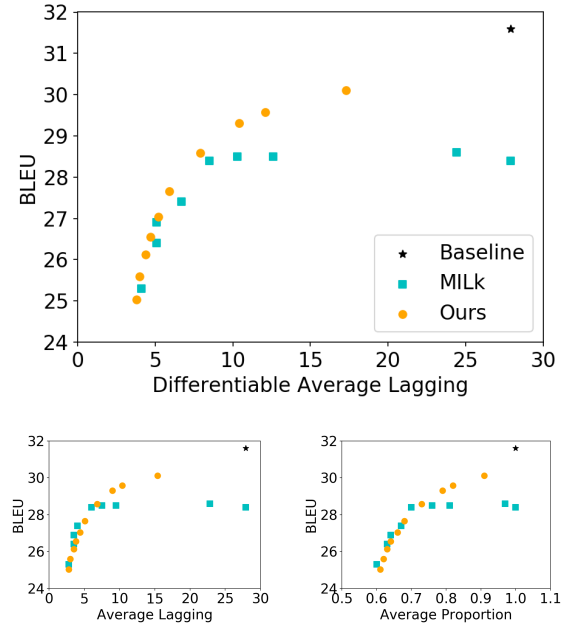 32
31
30
29
28
27
26
25
24
BLEU
Baseline
MILk
Ours
0 5 10 15 20 25 30
Differentiable Average Lagging
32
30
28
26
24
BLEU
0 5 10 15 20 25 30
Average Lagging
32
30
28
26
24
BLEU
0.5 0.6 0.7 0.8 0.9 1.0 1.1
Average Proportion